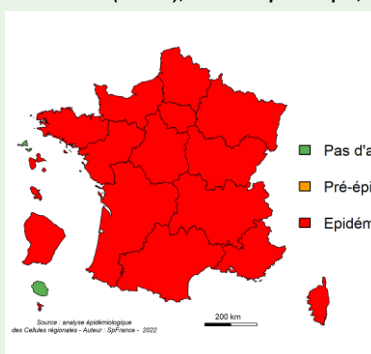 Pas d'a
Pré-épi
Epidém
200 km
Source : analyse épidémiologique
des Cellules régionales - Auteur : SpFrance - 2022